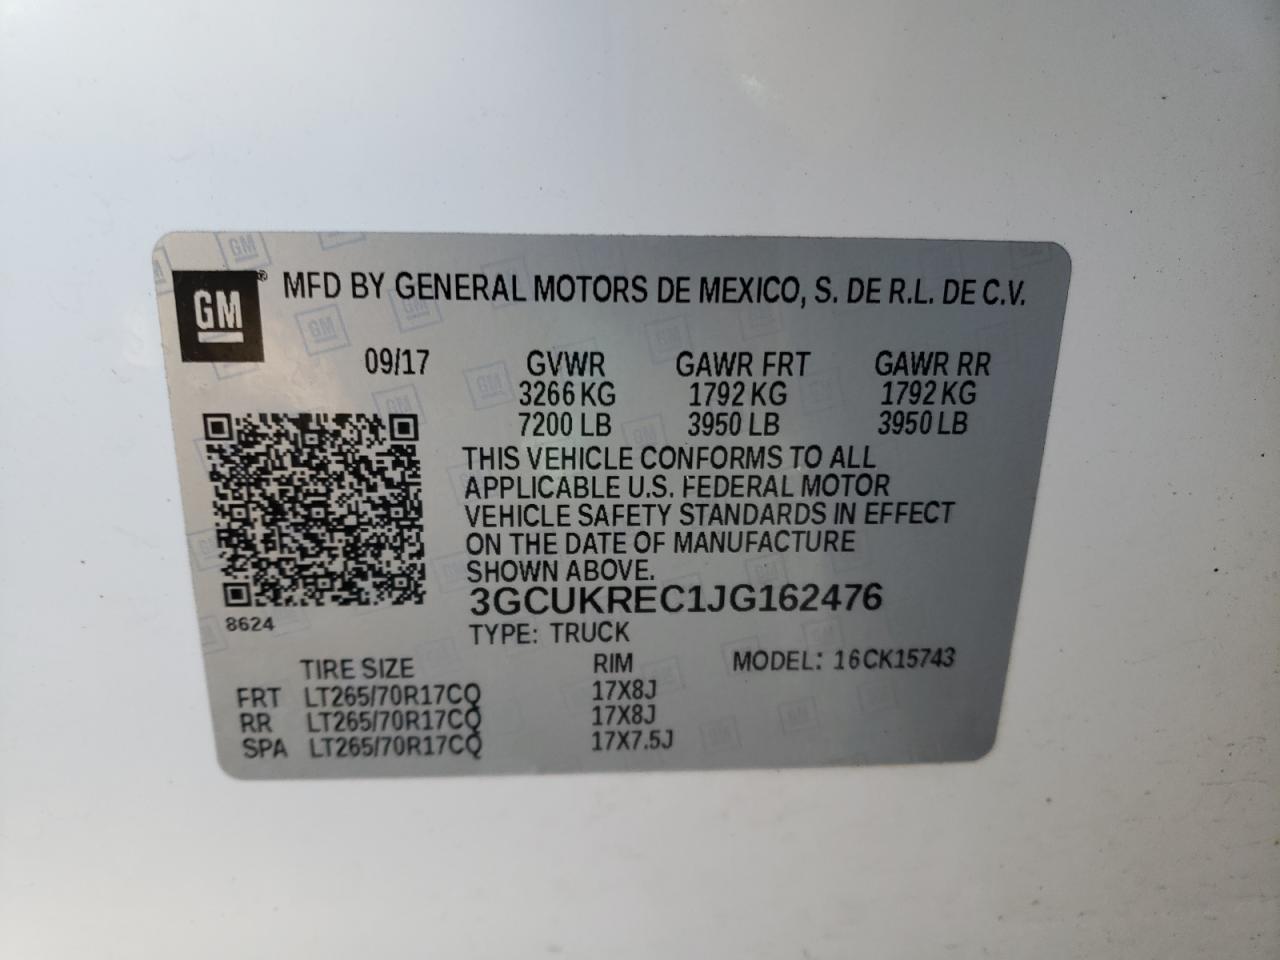 GM® MFD BY GENERAL MOTORS DE MEXICO, S. DE R.L. DE C.V.
09/17 GVWR GAWR FRT GAWR RR
3266 KG 1792 KG 1792 KG
7200 LB 3950 LB 3950 LB
THIS VEHICLE CONFORMS TO ALL
APPLICABLE U.S. FEDERAL MOTOR
VEHICLE SAFETY STANDARDS IN EFFECT
ON THE DATE OF MANUFACTURE
SHOWN ABOVE.
3GCUKREC1JG162476
8624
TYPE: TRUCK
TIRE SIZE RIM MODEL: 16CK15743
FRT LT265/70R17CQ 17X8J
RR LT265/70R17CQ 17X8J
SPA LT265/70R17CQ 17X7.5J